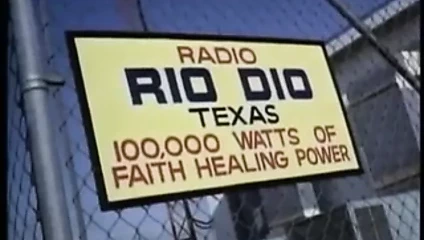 RADIO
RIO DIO
TEXAS
100,000 WATTS OF
FAITH HEALING POWER